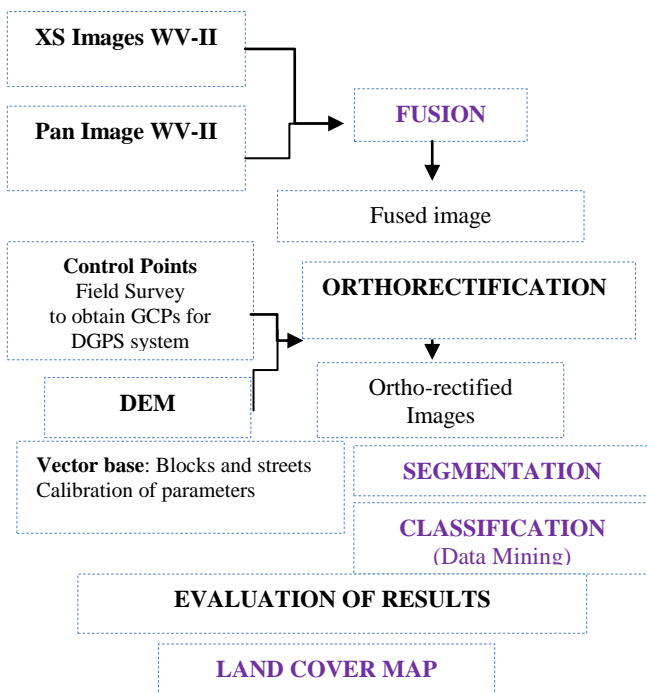 XS Images WV-II
Pan Image WV-II
FUSION
Fused image
Control Points
Field Survey
to obtain GCPs for
DGPS system
ORTHORECTIFICATION
DEM
Ortho-rectified
Images
Vector base: Blocks and streets
Calibration of parameters
SEGMENTATION
CLASSIFICATION
(Data Mining)
EVALUATION OF RESULTS
LAND COVER MAP